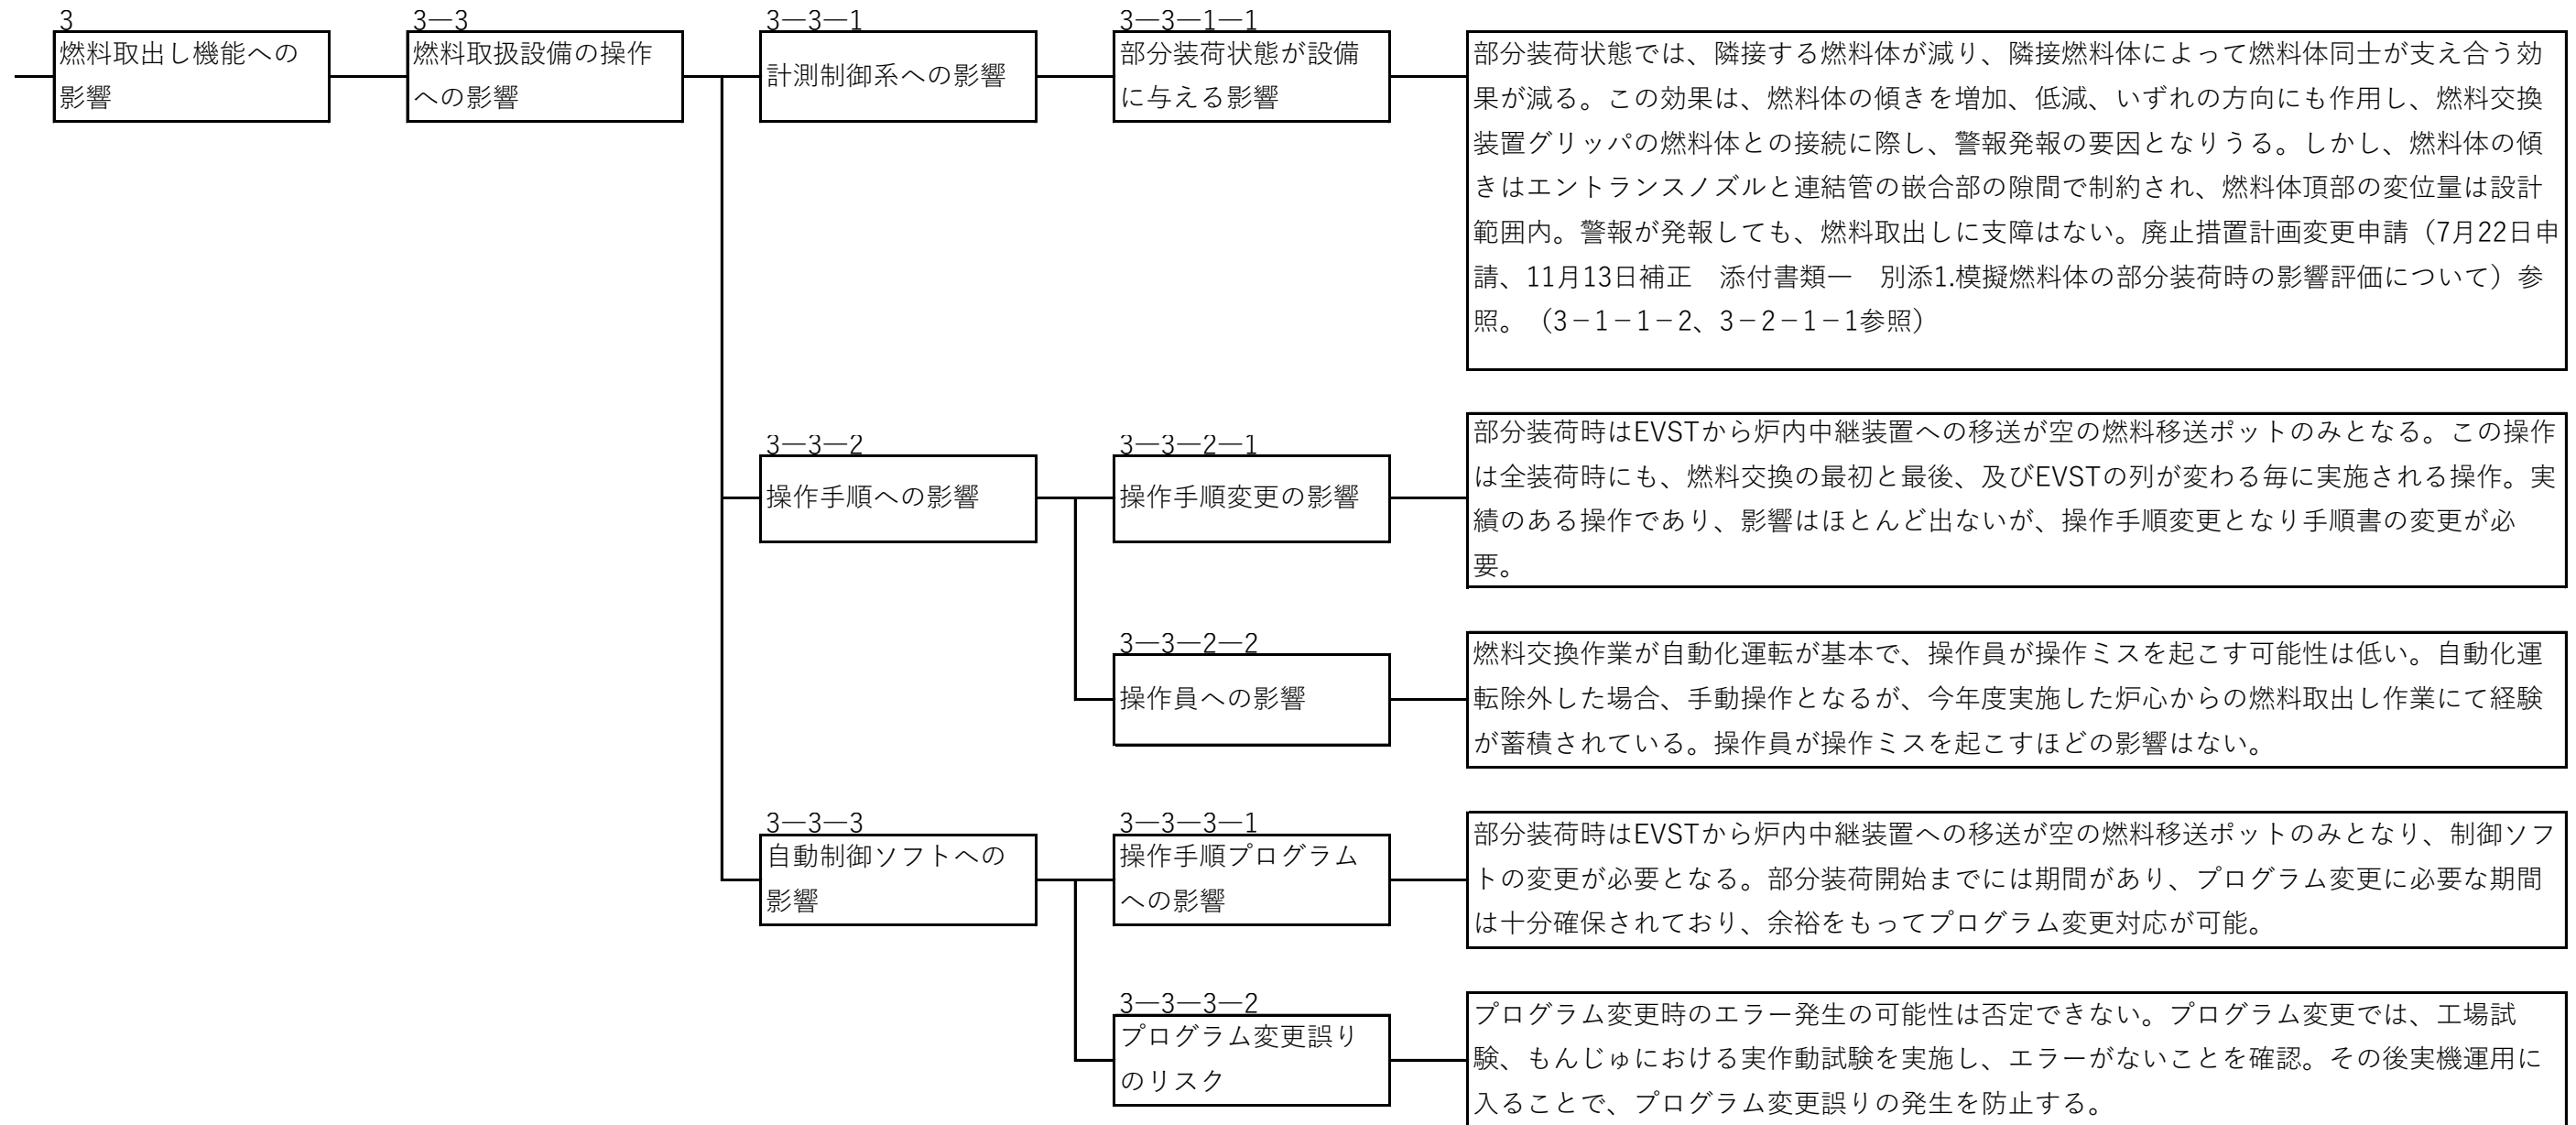 3
燃料取出し機能への
影響
3―3
燃料取扱設備の操作
への影響
3―3―1
計測制御系への影響
3―3―1―1
部分装荷状態が設備
に与える影響
部分装荷状態では、隣接する燃料体が減り、隣接燃料体によって燃料体同士が支え合う効
果が減る。この効果は、燃料体の傾きを増加、低減、いずれの方向にも作用し、燃料交換
装置グリッパの燃料体との接続に際し、警報発報の要因となりうる。しかし、燃料体の傾
きはエントランスノズルと連結管の嵌合部の隙間で制約され、燃料体頂部の変位量は設計
範囲内。警報が発報しても、燃料取出しに支障はない。廃止措置計画変更申請（7月22日申
請、11月13日補正　添付書類一　別添1.模擬燃料体の部分装荷時の影響評価について）参
照。（3－1－1－2、3－2－1－1参照）
3―3―2
操作手順への影響
3―3―2―1
操作手順変更の影響
部分装荷時はEVSTから炉内中継装置への移送が空の燃料移送ポットのみとなる。この操作
は全装荷時にも、燃料交換の最初と最後、及びEVSTの列が変わる毎に実施される操作。実
績のある操作であり、影響はほとんど出ないが、操作手順変更となり手順書の変更が必
要。
3―3―2―2
操作員への影響
燃料交換作業が自動化運転が基本で、操作員が操作ミスを起こす可能性は低い。自動化運
転除外した場合、手動操作となるが、今年度実施した炉心からの燃料取出し作業にて経験
が蓄積されている。操作員が操作ミスを起こすほどの影響はない。
3―3―3
自動制御ソフトへの
影響
3―3―3―1
操作手順プログラム
への影響
部分装荷時はEVSTから炉内中継装置への移送が空の燃料移送ポットのみとなり、制御ソフ
トの変更が必要となる。部分装荷開始までには期間があり、プログラム変更に必要な期間
は十分確保されており、余裕をもってプログラム変更対応が可能。
3―3―3―2
プログラム変更誤り
のリスク
プログラム変更時のエラー発生の可能性は否定できない。プログラム変更では、工場試
験、もんじゅにおける実作動試験を実施し、エラーがないことを確認。その後実機運用に
入ることで、プログラム変更誤りの発生を防止する。